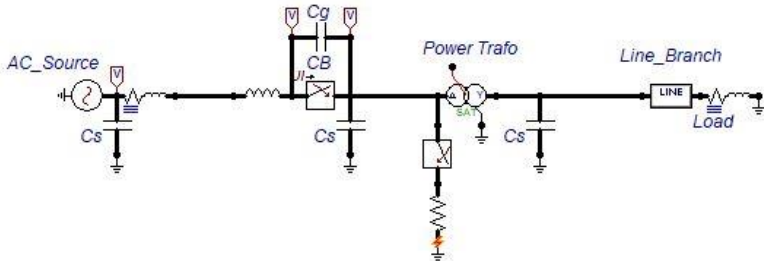 V
Cg
V
Power Trafo
Line_Branch
AC_Source
V
CB
Y
LINE
SAT
Load
Cs
Cs
Cs